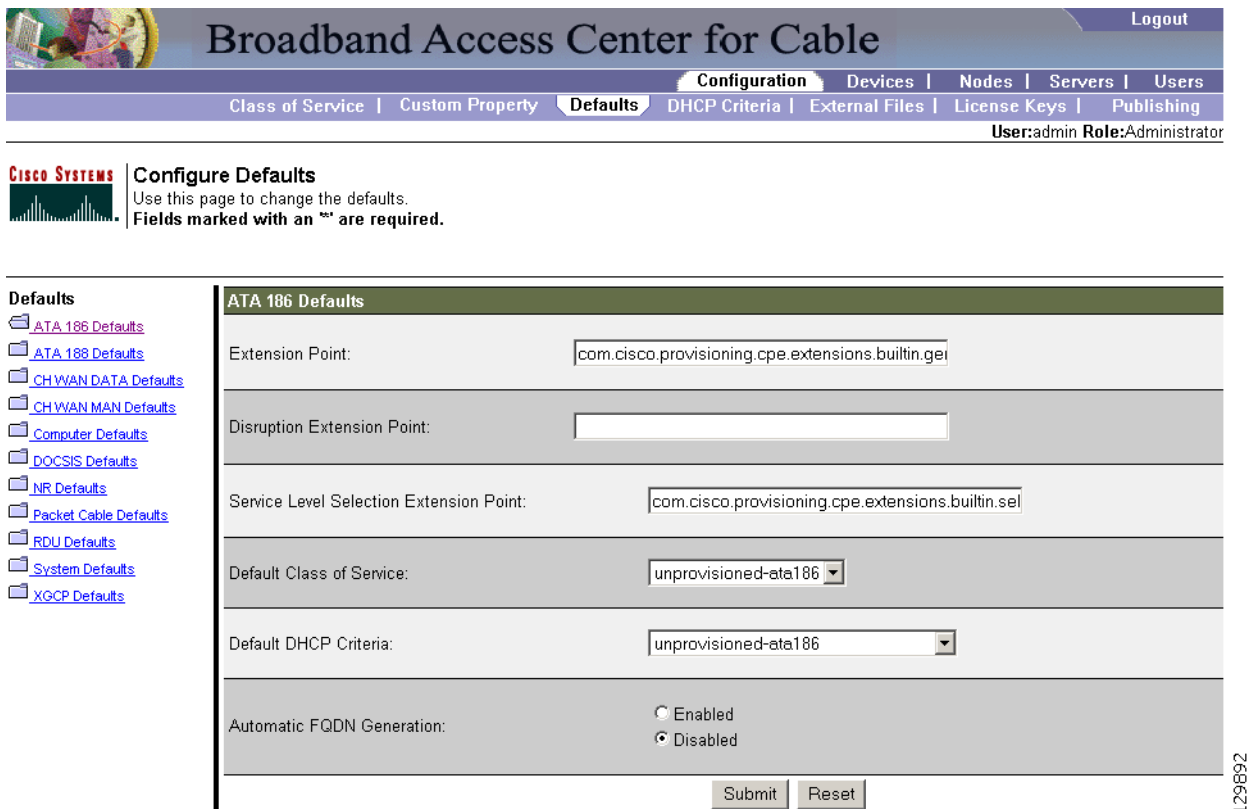 Logout
Broadband Access Center for Cable
Configuration Devices | Nodes | Servers | Users
Class of Service | Custom Property Defaults DHCP Criteria | External Files | License Keys | Publishing
User:admin Role:Administrator
CISCO SYSTEMS
Configure Defaults
Use this page to change the defaults.
Fields marked with an '*' are required.
Defaults
ATA 186 Defaults
ATA 188 Defaults
CH WAN DATA Defaults
CH WAN MAN Defaults
Computer Defaults
DOCSIS Defaults
NR Defaults
Packet Cable Defaults
RDU Defaults
System Defaults
XGCP Defaults
ATA 186 Defaults
Extension Point: com.cisco.provisioning.cpe.extensions.builtin.gen
Disruption Extension Point:
Service Level Selection Extension Point: com.cisco.provisioning.cpe.extensions.builtin.sel
Default Class of Service: unprovisioned-ata186
Default DHCP Criteria: unprovisioned-ata186
Automatic FQDN Generation: Enabled
Disabled
Submit Reset
129892